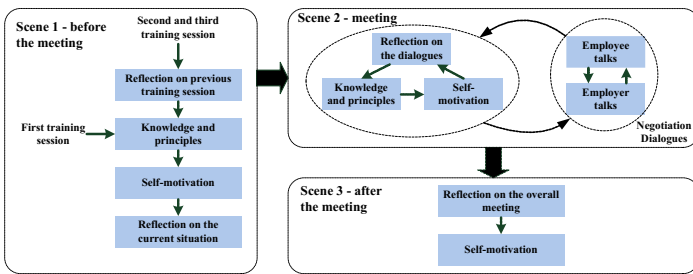 Scene 1 - before
the meeting
Second and third
training session
Reflection on previous
training session
First training
session
Knowledge and
principles
Self-motivation
Reflection on the
current situation
Scene 2 - meeting
Reflection on
the dialogues
Knowledge and
principles
Self-
motivation
Employee
talks
Employer
talks
Negotiation
Dialogues
Scene 3 - after
the meeting
Reflection on the overall
meeting
Self-motivation